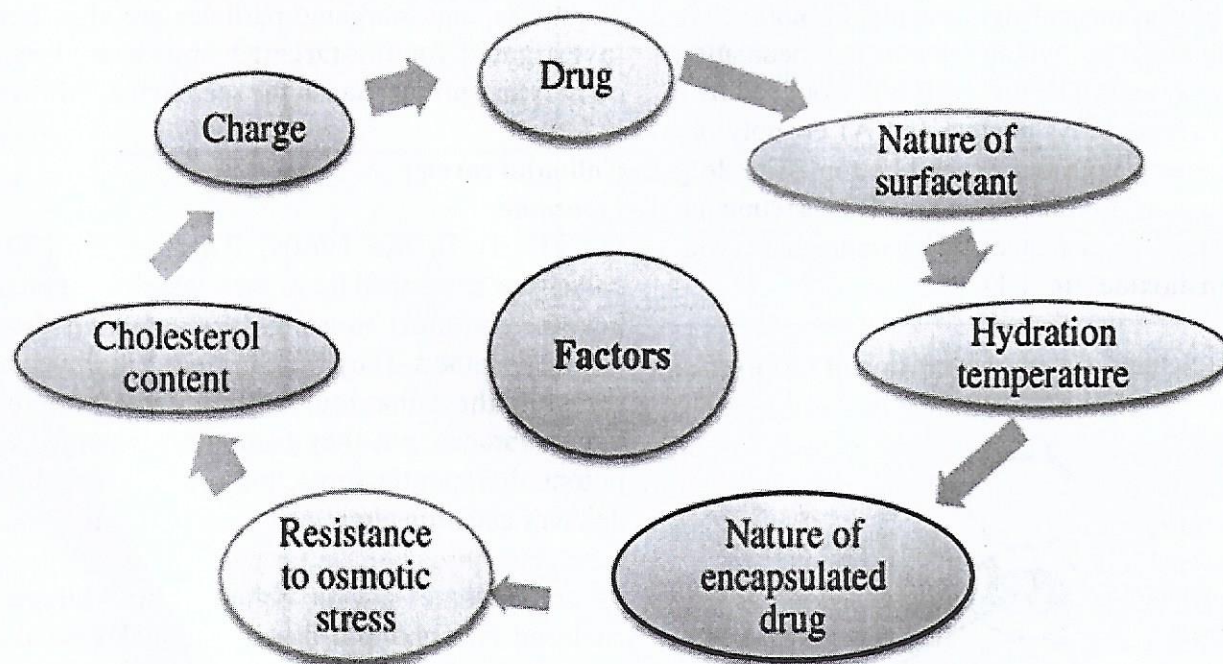 Drug
Nature of
surfactant
Hydration
temperature
Nature of
encapsulated
drug
Resistance
to osmotic
stress
Cholesterol
content
Charge
Factors